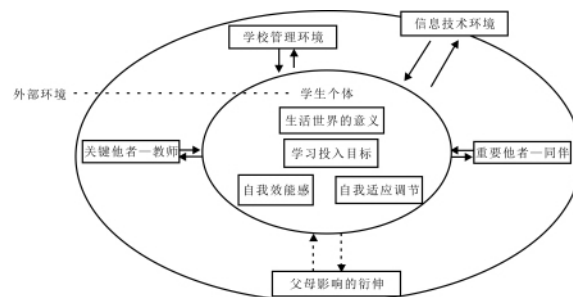 信息技术环境
学校管理环境
外部环境
学生个体
生活世界的意义
关键他者—教师
学习投入目标
重要他者—同伴
自我效能感
自我适应调节
父母影响的衍伸